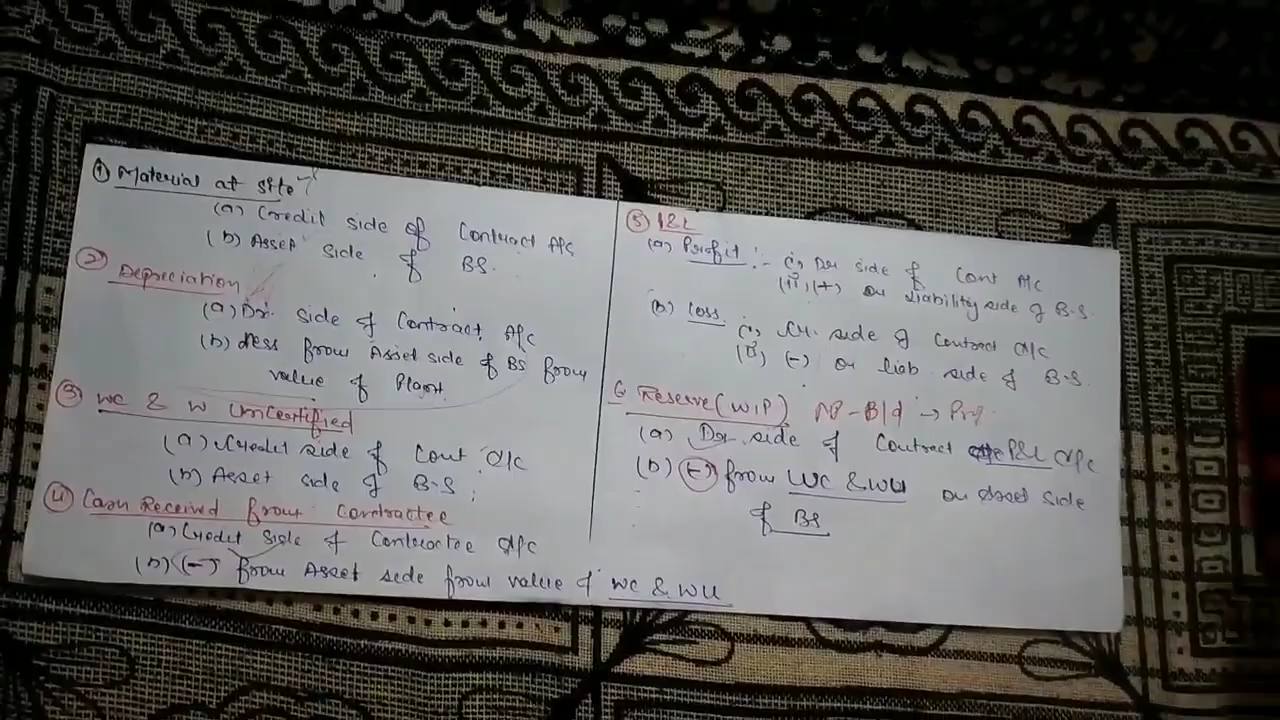 ① Material at site
(a) Credit side of Contract A/c
(b) Asset side of BS.
② Depreciation
(a) Dr. side of Contract A/c
(b) Less from Asset side of BS from
value of Plant.
③ WC & W Uncertified
(a) Credit side of Cont. A/c
(b) Asset side of B.S.
④ Cash Received from Contractee
(a) Credit side of Contractee A/c
(b) (-) from Asset side from value of WC & WU
⑤ P&L
(a) Profit :- (i) Dr side of Cont A/c
(ii) (+) on liability side of B.S.
(b) Loss
(i) Cr. side of Contract A/c
(ii) (-) on liab. side of B.S.
6 Reserve (WIP) NP - B/d →
(a) Dr. side of Contract P&L A/c
(b) (-) from WC & WU on Asset side
of BS